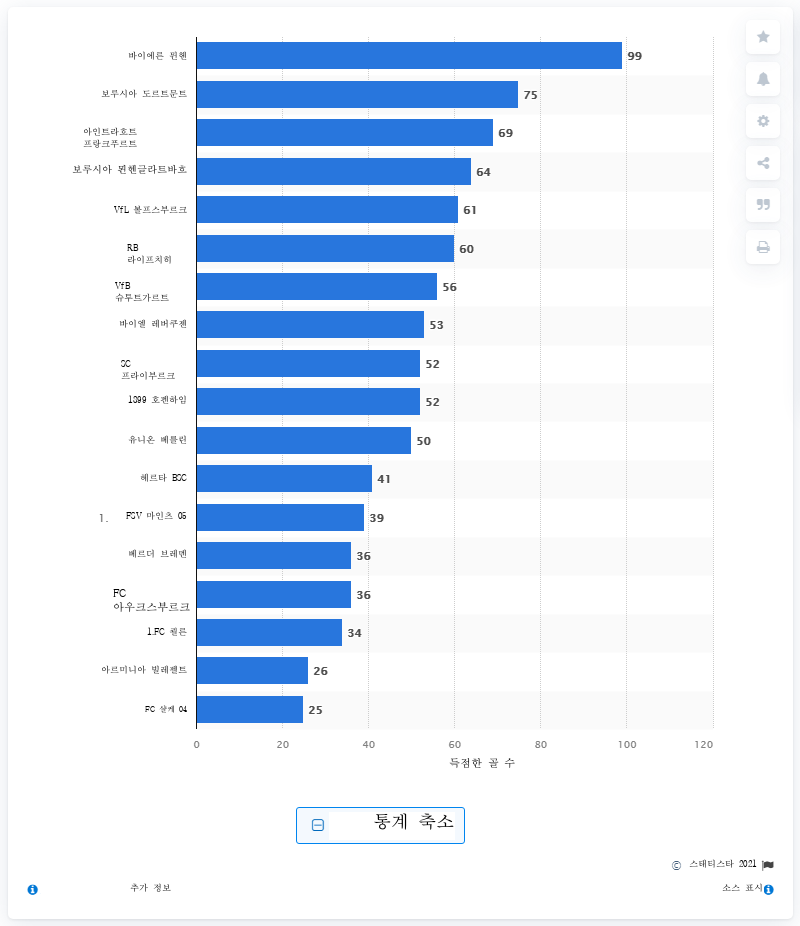 바이에른 뮌헨
99
보루시아 도르트문트
75
아인트라흐트
프랑크푸르트
69
보루시아 묀헨글라트바흐
64
VfL 볼프스부르크
61
RB
라이프치히
60
VfB
슈투트가르트
56
바이엘 레버쿠젠
53
SC
프라이부르크
52
1899 호펜하임
52
유니온 베를린
50
헤르타 BSC
41
1. FSV 마인츠 05
39
베르더 브레멘
36
FC
아우크스부르크
36
1.FC 쾰른
34
아르미니아 빌레펠트
26
FC 샬케 04
25
0 20 40 60 80 100 120
득점한 골 수
통계 축소
© 스태티스타 2021
추가 정보
소스 표시